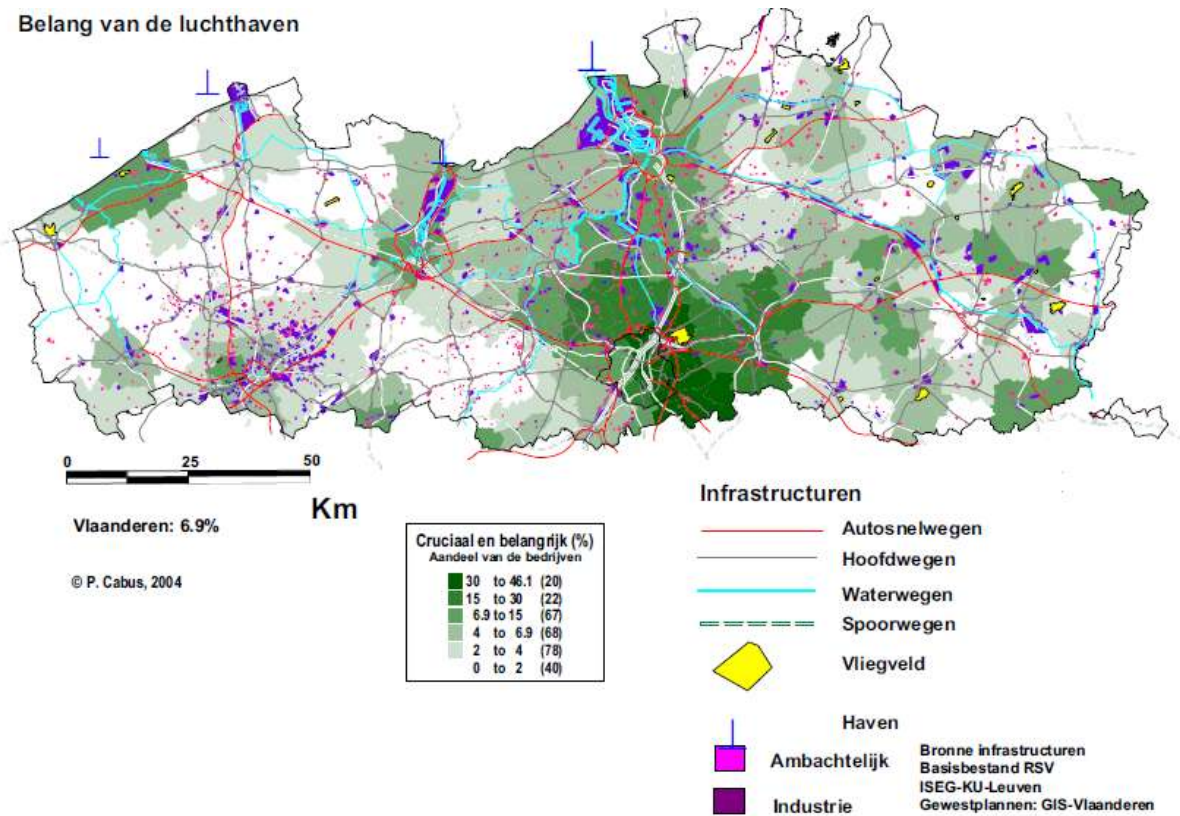 Belang van de luchthaven
0 25 50
Km
Vlaanderen: 6.9%
© P. Cabus, 2004
Cruciaal en belangrijk (%)
Aandeel van de bedrijven
30 to 46.1 (20)
15 to 30 (22)
6.9 to 15 (67)
4 to 6.9 (68)
2 to 4 (78)
0 to 2 (40)
Infrastructuren
Autosnelwegen
Hoofdwegen
Waterwegen
Spoorwegen
Vliegveld
Haven
Ambachtelijk
Industrie
Bronne infrastructuren
Basisbestand RSV
ISEG-KU-Leuven
Gewestplannen: GIS-Vlaanderen